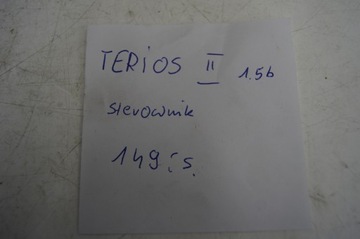 TERIOS II 1.5b
sterownik
149 i s.